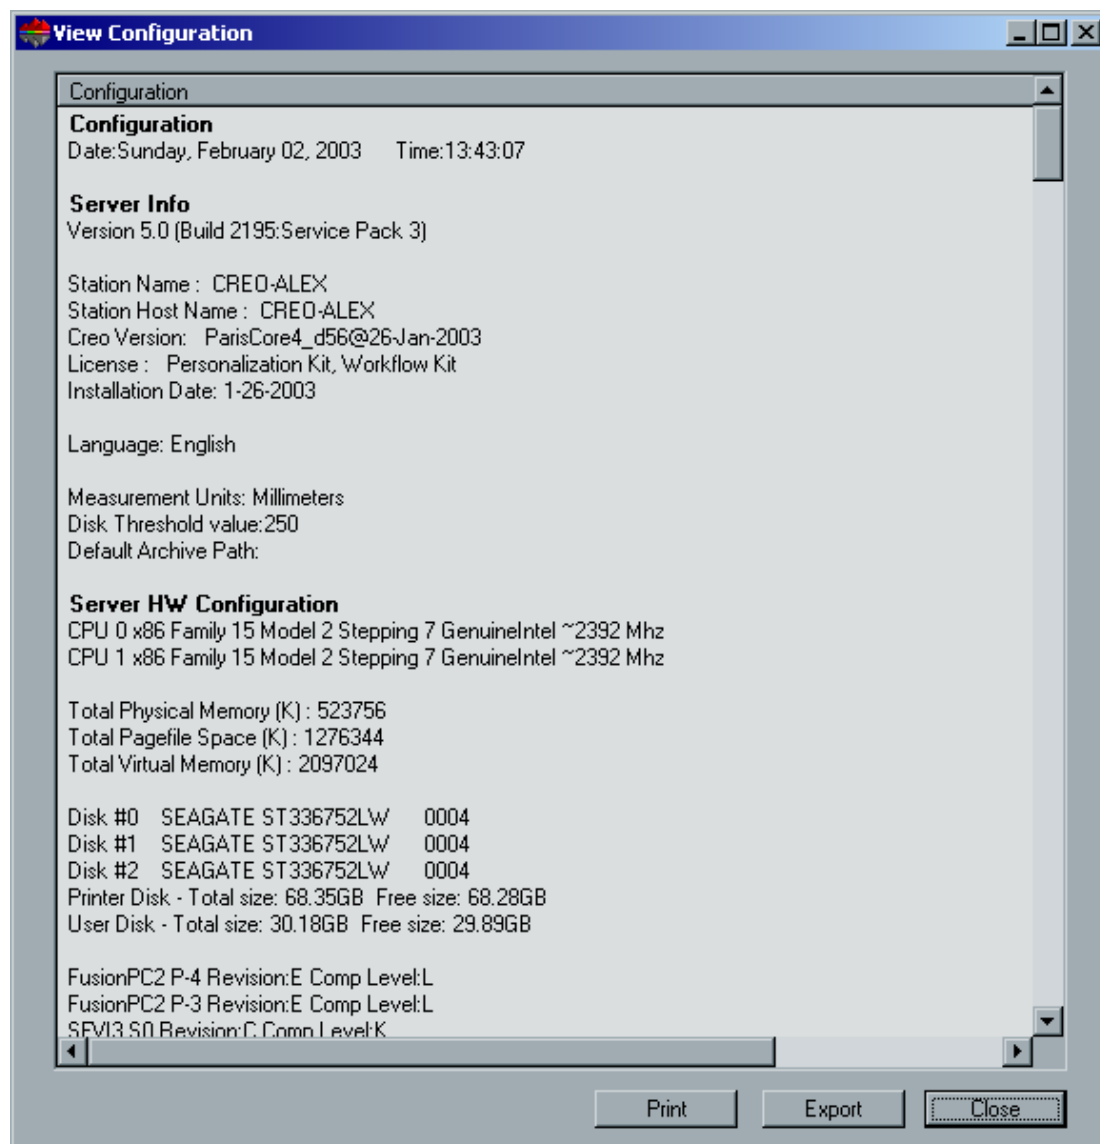 View Configuration
Configuration
Configuration
Date:Sunday, February 02, 2003 Time:13:43:07
Server Info
Version 5.0 (Build 2195:Service Pack 3)
Station Name : CREO-ALEX
Station Host Name : CREO-ALEX
Creo Version: ParisCore4_d56@26-Jan-2003
License : Personalization Kit, Workflow Kit
Installation Date: 1-26-2003
Language: English
Measurement Units: Millimeters
Disk Threshold value:250
Default Archive Path:
Server HW Configuration
CPU 0 x86 Family 15 Model 2 Stepping 7 GenuineIntel ~2392 Mhz
CPU 1 x86 Family 15 Model 2 Stepping 7 GenuineIntel ~2392 Mhz
Total Physical Memory (K) : 523756
Total Pagefile Space (K) : 1276344
Total Virtual Memory (K) : 2097024
Disk #0 SEAGATE ST336752LW 0004
Disk #1 SEAGATE ST336752LW 0004
Disk #2 SEAGATE ST336752LW 0004
Printer Disk - Total size: 68.35GB Free size: 68.28GB
User Disk - Total size: 30.18GB Free size: 29.89GB
FusionPC2 P-4 Revision:E Comp Level:L
FusionPC2 P-3 Revision:E Comp Level:L
SFVI3 S0 Revision:C Comp Level:K
Print
Export
Close